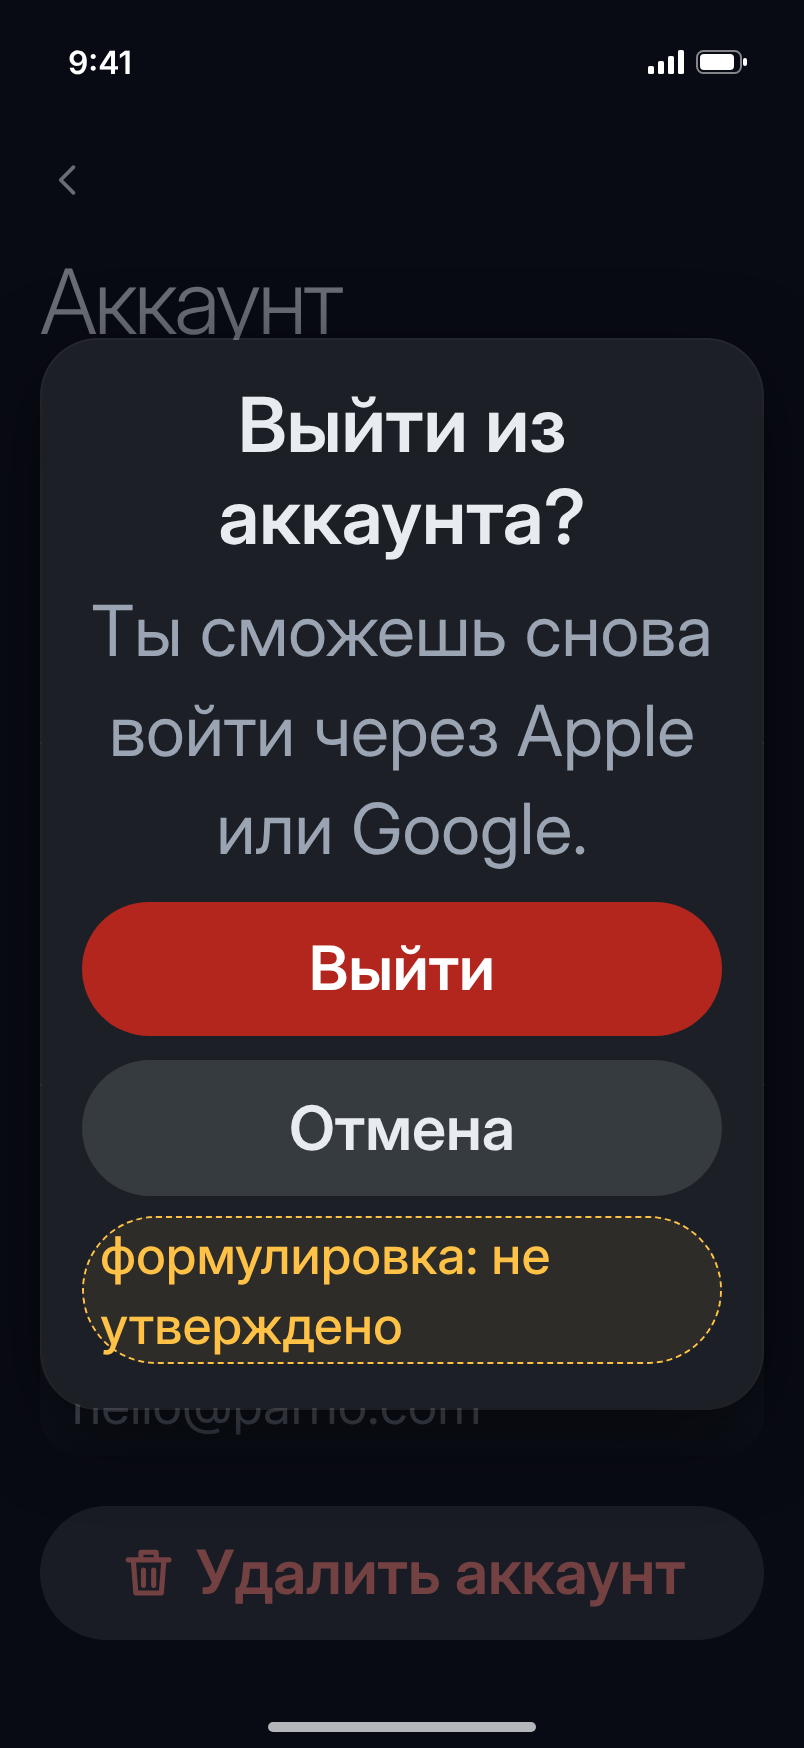 9:41
Аккаунт
Выйти из
аккаунта?
Ты сможешь снова
войти через Apple
или Google.
Выйти
Отмена
формулировка: не
утверждено
Удалить аккаунт